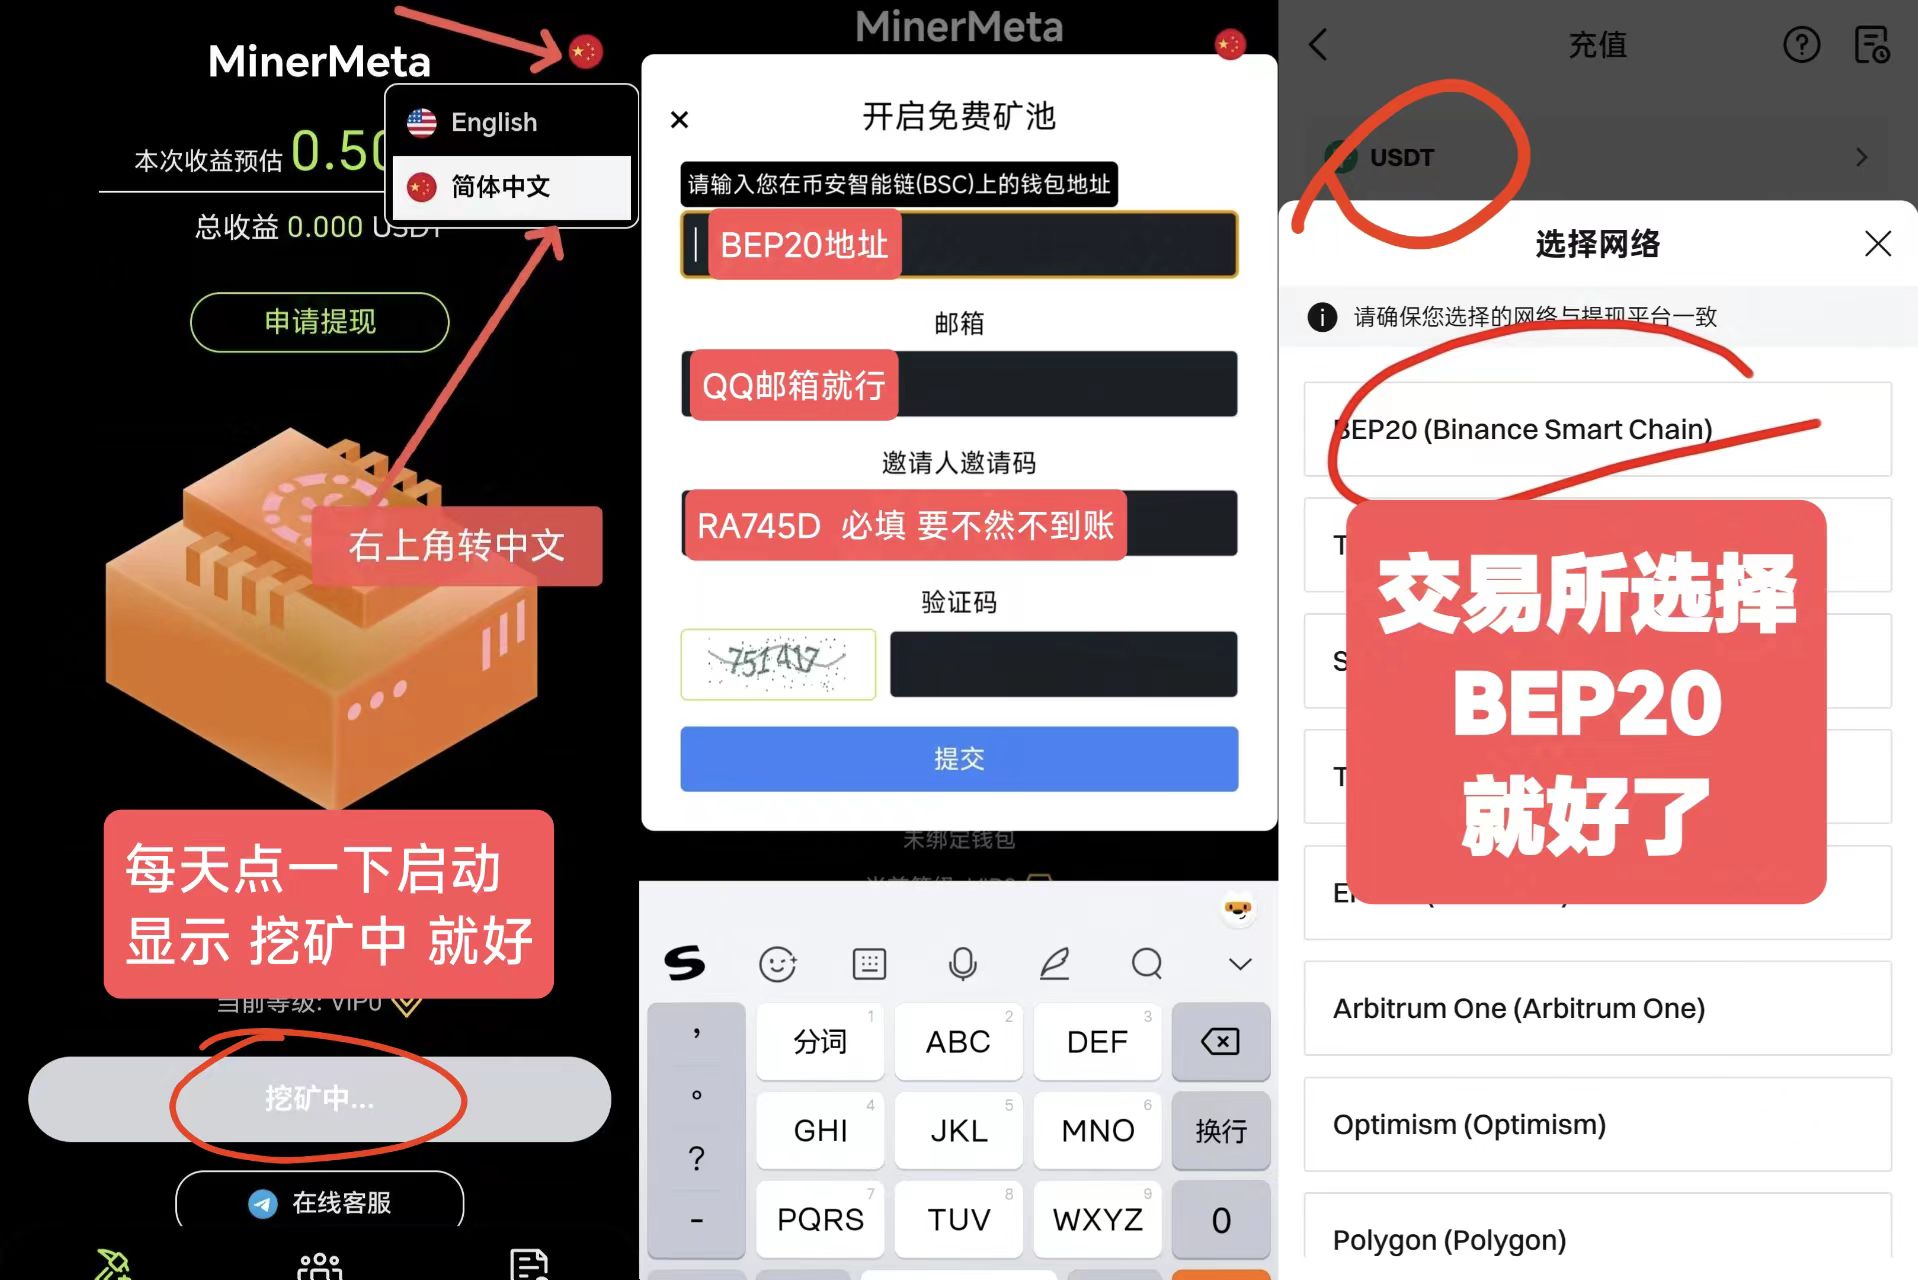 MinerMeta
English
简体中文
本次收益预估 0.50
总收益 0.000 USDT
申请提现
右上角转中文
每天点一下启动
显示 挖矿中 就好
当前等级: VIP0
挖矿中...
在线客服
MinerMeta
开启免费矿池
请输入您在币安智能链(BSC)上的钱包地址
BEP20地址
邮箱
QQ邮箱就行
邀请人邀请码
RA745D 必填 要不然不到账
验证码
751417
提交
未绑定钱包
, 分词 1 ABC 2 DEF 3
。 GHI 4 JKL 5 MNO 6 换行
?
- PQRS 7 TUV 8 WXYZ 9 0
充值
USDT
选择网络
请确保您选择的网络与提现平台一致
BEP20 (Binance Smart Chain)
交易所选择
BEP20
就好了
Arbitrum One (Arbitrum One)
Optimism (Optimism)
Polygon (Polygon)